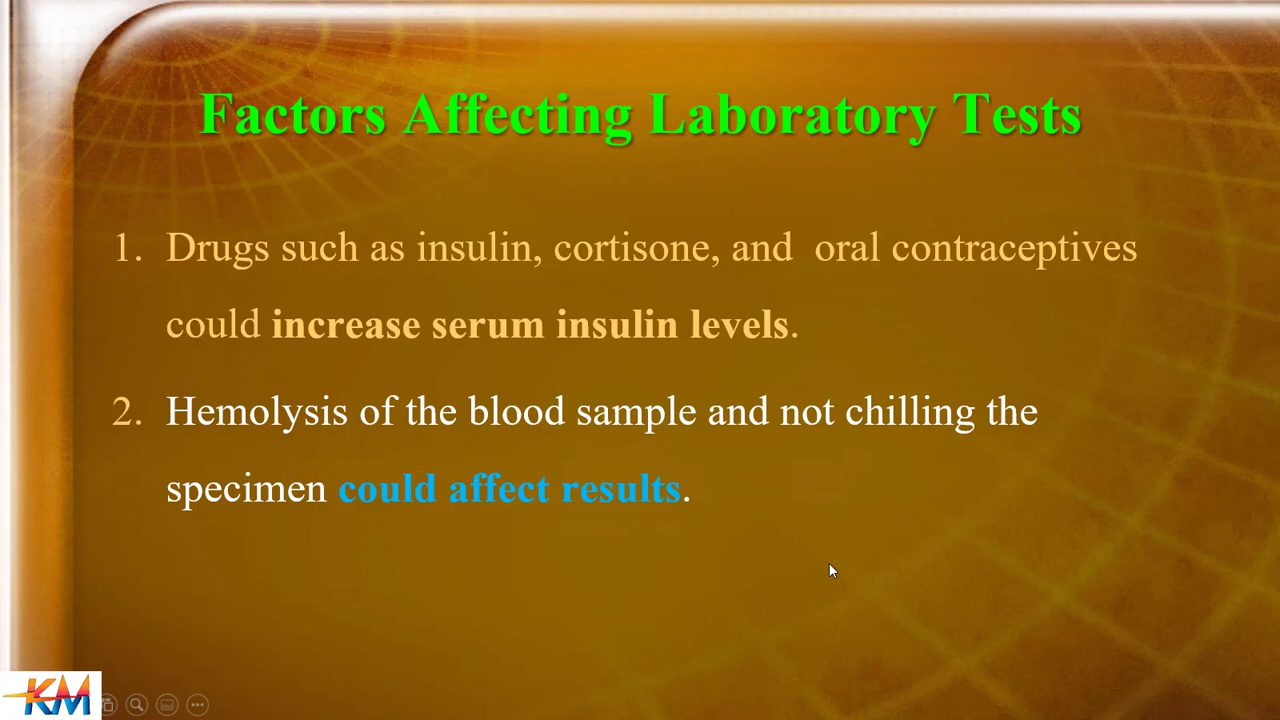 Factors Affecting Laboratory Tests
1. Drugs such as insulin, cortisone, and oral contraceptives
could increase serum insulin levels.
2. Hemolysis of the blood sample and not chilling the
specimen could affect results.
KM